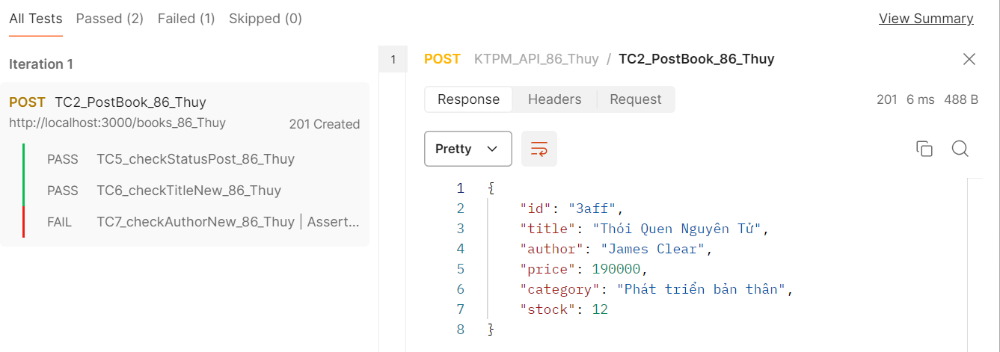 All Tests Passed (2) Failed (1) Skipped (0)
View Summary
Iteration 1
POST TC2_PostBook_86_Thuy
http://localhost:3000/books_86_Thuy
201 Created
PASS TC5_checkStatusPost_86_Thuy
PASS TC6_checkTitleNew_86_Thuy
FAIL TC7_checkAuthorNew_86_Thuy | Assert...
1
POST KTPM_API_86_Thuy / TC2_PostBook_86_Thuy
Response Headers Request
201 6 ms 488 B
Pretty
1 {
2 "id": "3aff",
3 "title": "Thói Quen Nguyên Tử",
4 "author": "James Clear",
5 "price": 190000,
6 "category": "Phát triển bản thân",
7 "stock": 12
8 }